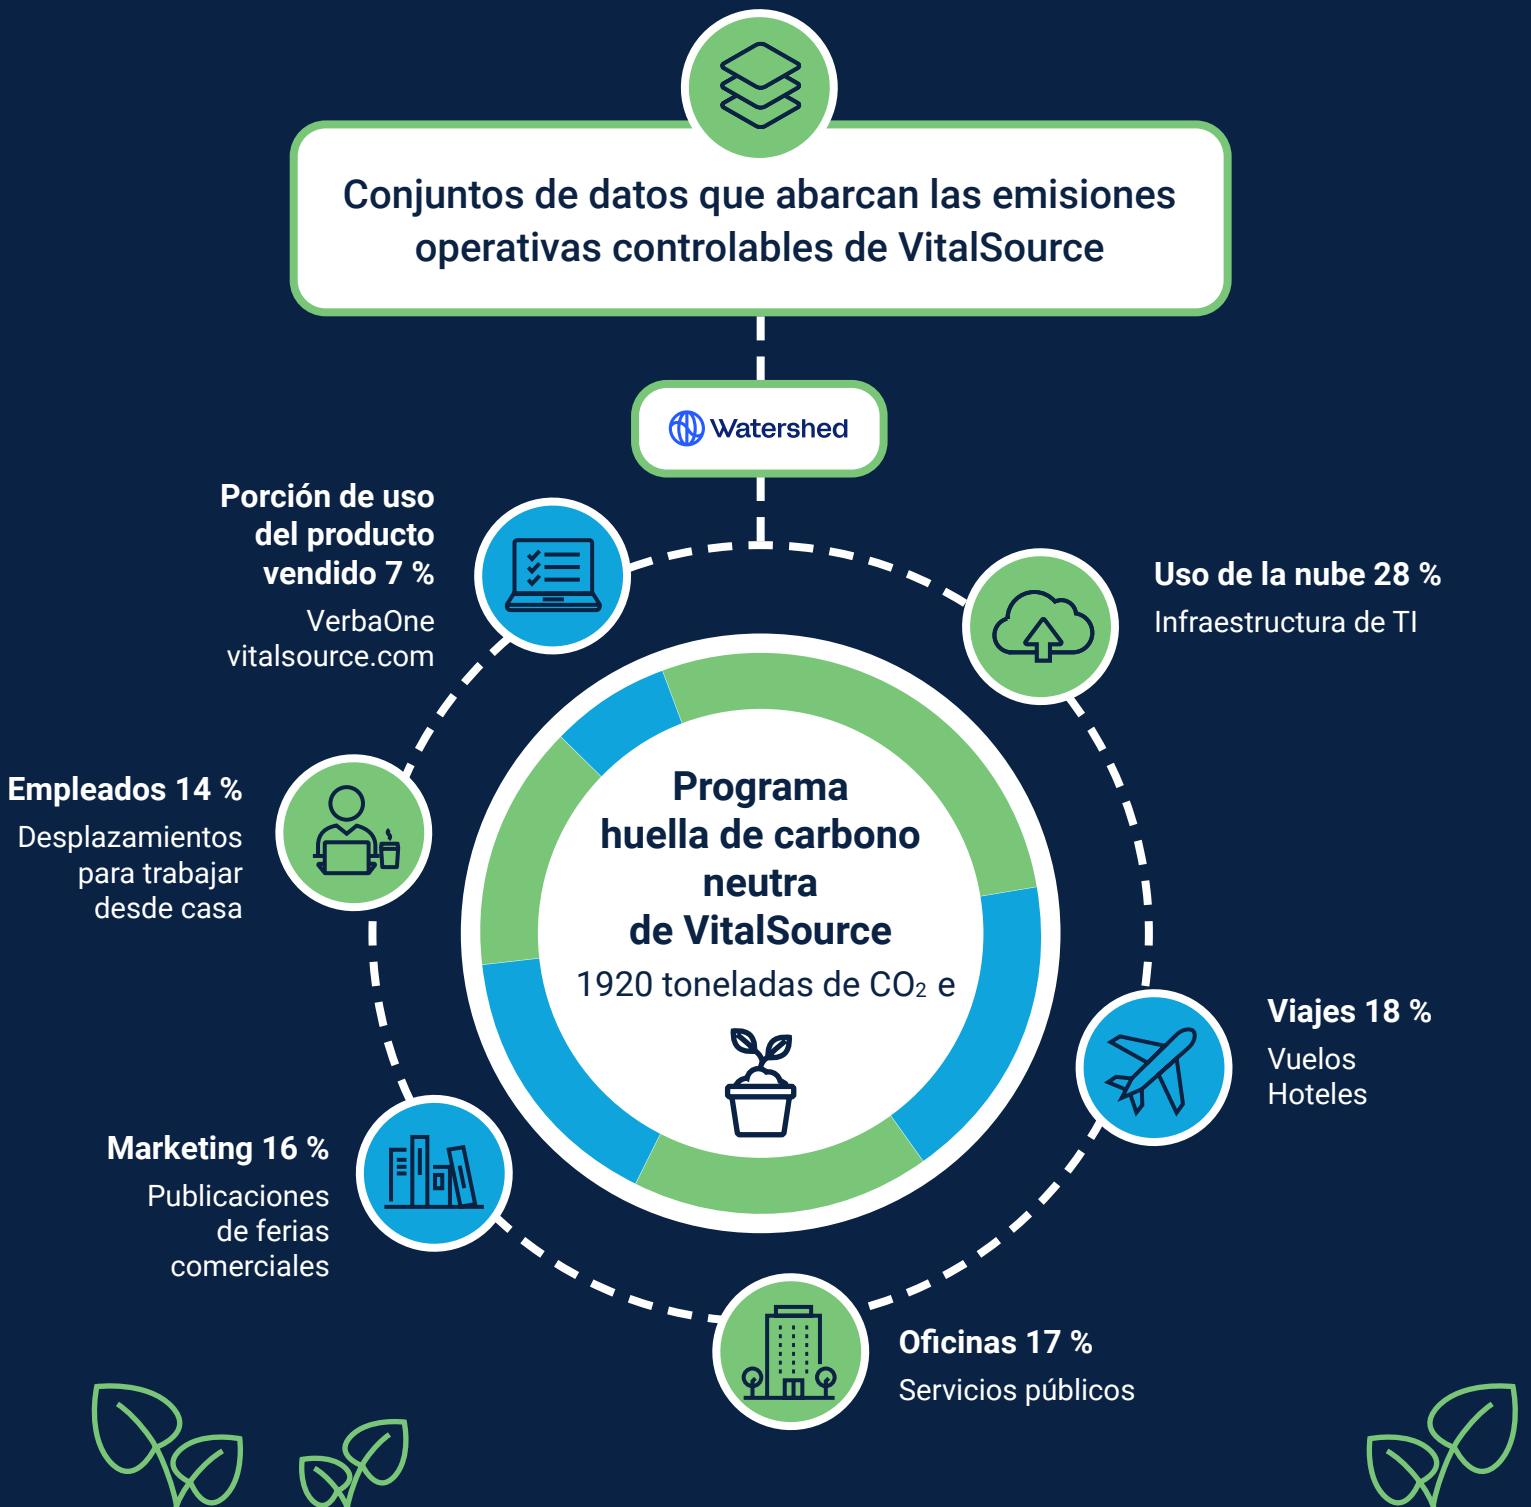 Conjuntos de datos que abarcan las emisiones
operativas controlables de VitalSource
Watershed
Porción de uso
del producto
vendido 7 %
VerbaOne
vitalsource.com
Uso de la nube 28 %
Infraestructura de TI
Empleados 14 %
Desplazamientos
para trabajar
desde casa
Programa
huella de carbono
neutra
de VitalSource
1920 toneladas de CO₂ e
Viajes 18 %
Vuelos
Hoteles
Marketing 16 %
Publicaciones
de ferias
comerciales
Oficinas 17 %
Servicios públicos